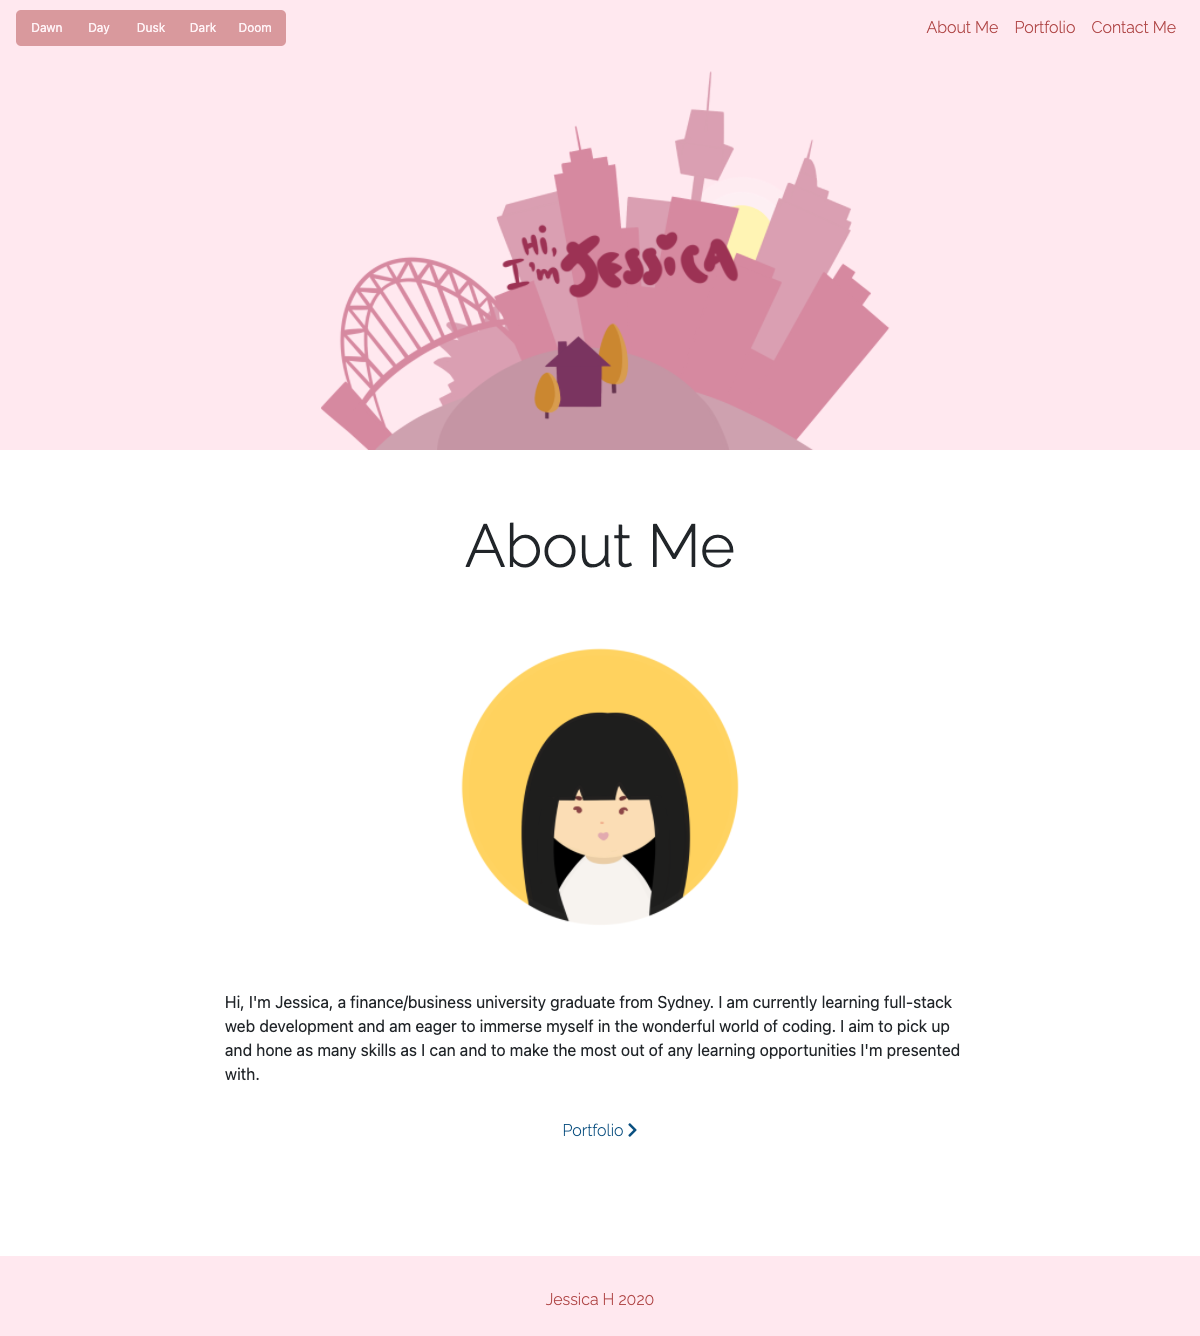 Dawn Day Dusk Dark Doom
About Me Portfolio Contact Me
Hi,
I'm Jessica
About Me
Hi, I'm Jessica, a finance/business university graduate from Sydney. I am currently learning full-stack
web development and am eager to immerse myself in the wonderful world of coding. I aim to pick up
and hone as many skills as I can and to make the most out of any learning opportunities I'm presented
with.
Portfolio
Jessica H 2020